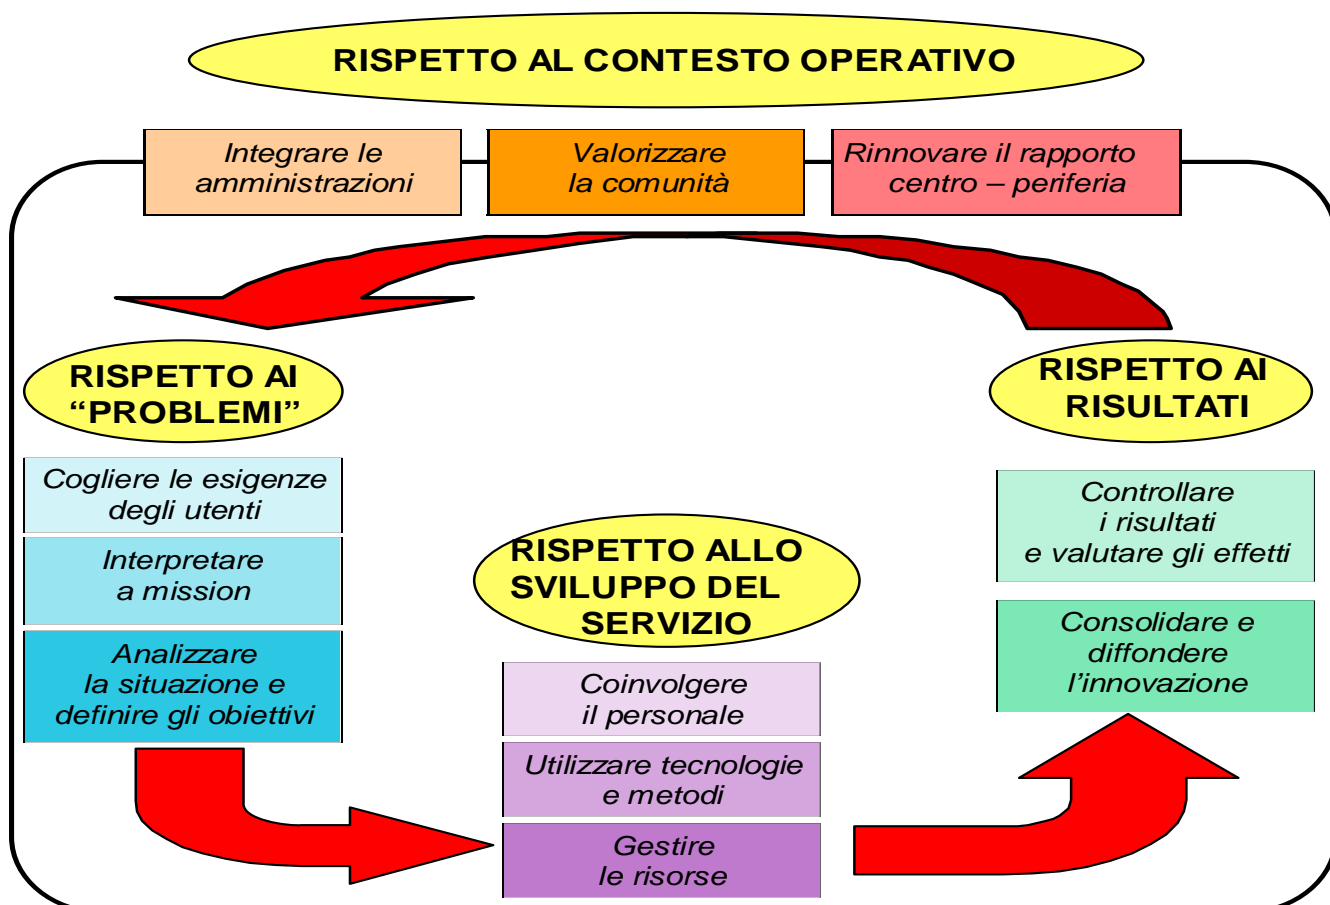 RISPETTO AL CONTESTO OPERATIVO
Integrare le
amministrazioni
Valorizzare
la comunità
Rinnovare il rapporto
centro – periferia
RISPETTO AI
“PROBLEMI”
Cogliere le esigenze
degli utenti
Interpretare
a mission
Analizzare
la situazione e
definire gli obiettivi
RISPETTO ALLO
SVILUPPO DEL
SERVIZIO
Coinvolgere
il personale
Utilizzare tecnologie
e metodi
Gestire
le risorse
RISPETTO AI
RISULTATI
Controllare
i risultati
e valutare gli effetti
Consolidare e
diffondere
l’innovazione